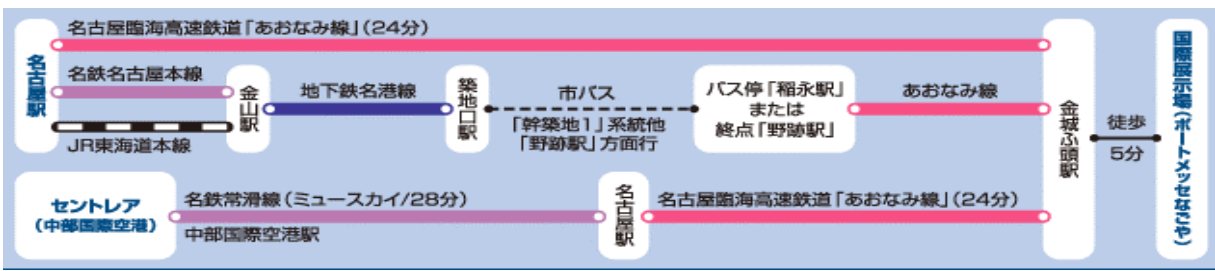 名古屋臨海高速鉄道「あおなみ線」(24分)
名古屋駅
名鉄名古屋本線
JR東海道本線
金山駅
地下鉄名港線
築地口駅
市バス
「幹築地1」系統他
「野跡駅」方面行
バス停「稲永駅」
または
終点「野跡駅」
あおなみ線
金城ふ頭駅
徒歩
5分
国際展示場(ポートメッセなごや)
セントレア
(中部国際空港)
名鉄常滑線(ミュースカイ/28分)
中部国際空港駅
名古屋駅
名古屋臨海高速鉄道「あおなみ線」(24分)